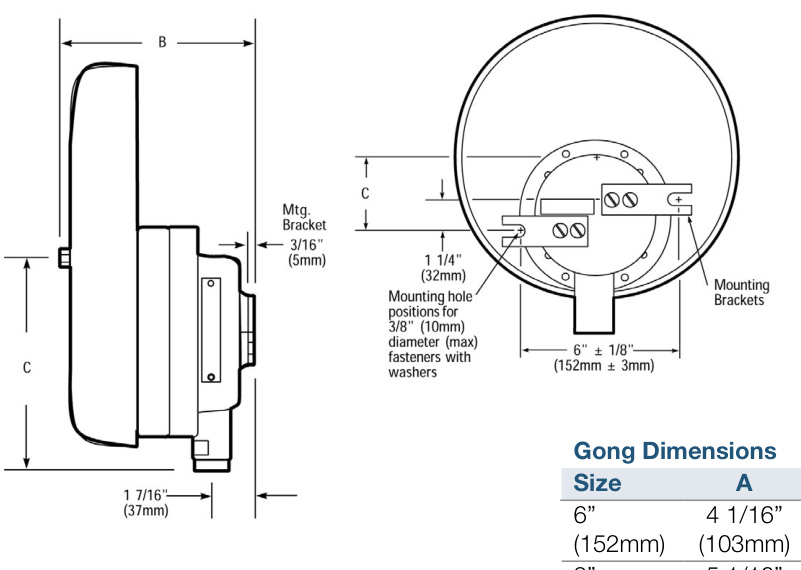 B
Mtg.
Bracket
3/16"
(5mm)
C
1 7/16"
(37mm)
C
1 1/4"
(32mm)
Mounting hole
positions for
3/8" (10mm)
diameter (max)
fasteners with
washers
6" ± 1/8"
(152mm ± 3mm)
Mounting
Brackets
Gong Dimensions
Size A
6” 4 1/16”
(152mm) (103mm)